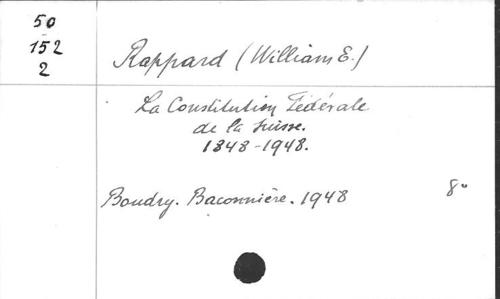 50
152
2
Rappard (William E.)
La Constitution Fédérale
de la Suisse.
1848-1948.
Boudry. Baconnière. 1948
8°